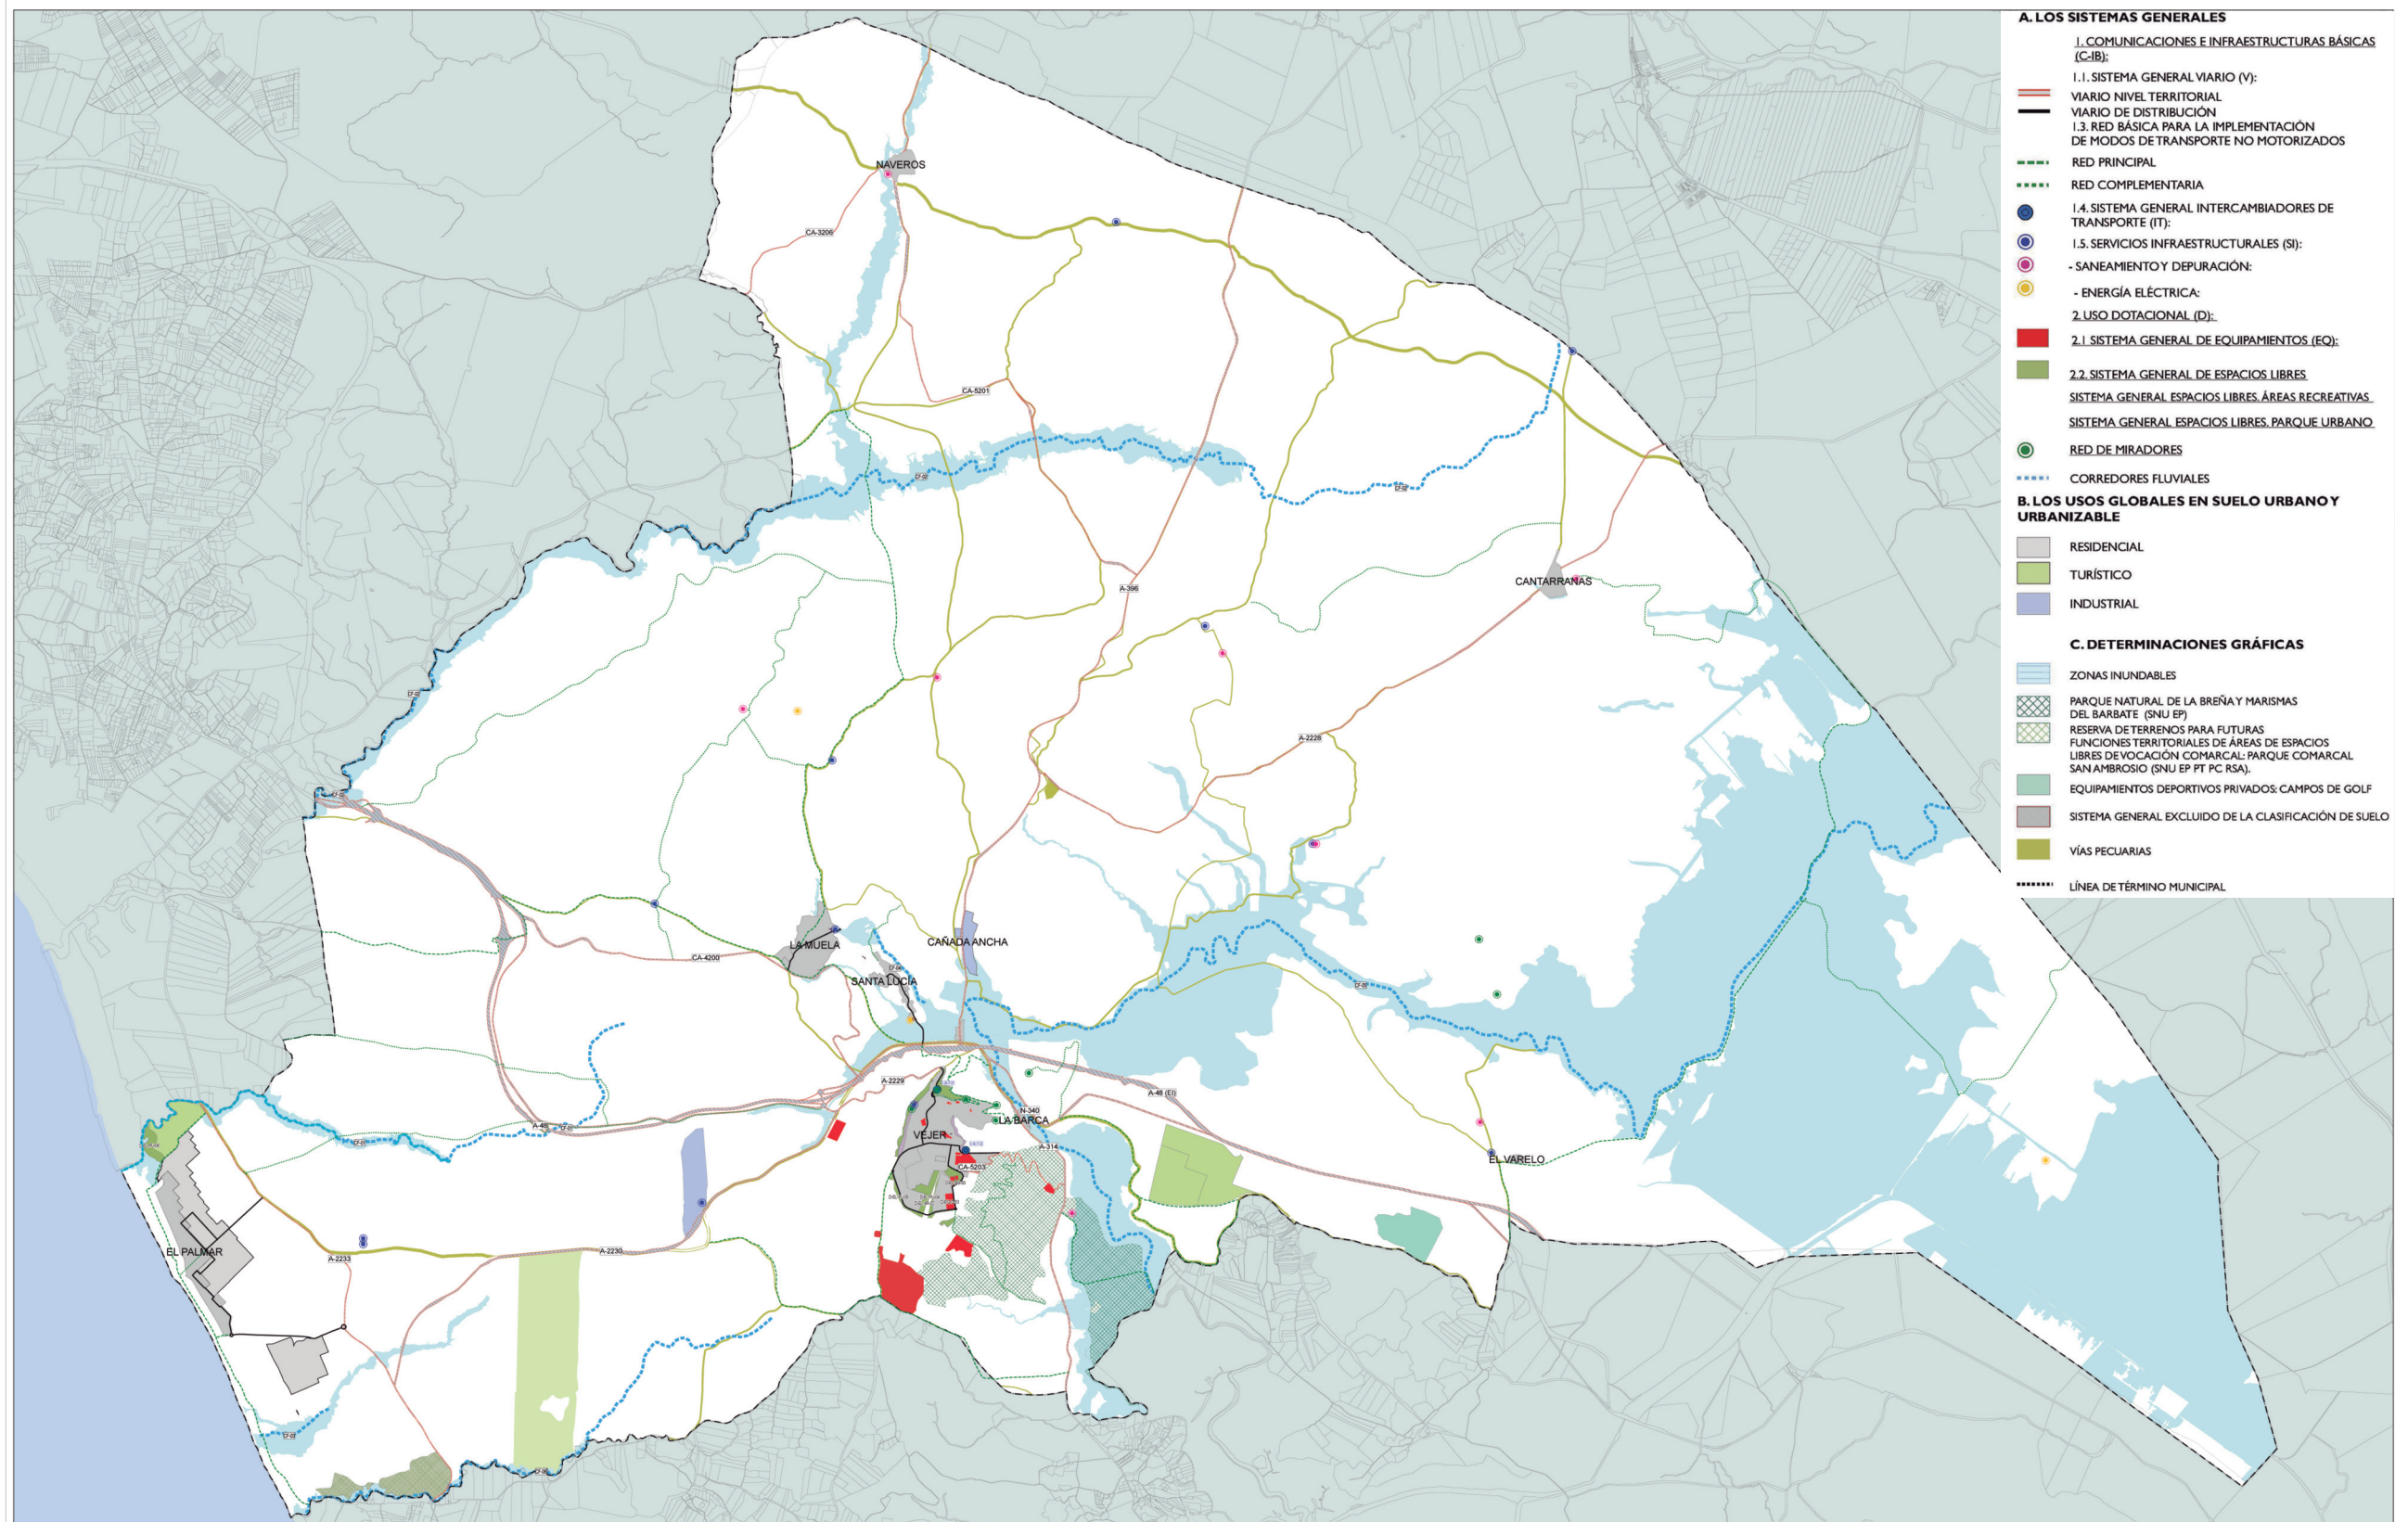 A. LOS SISTEMAS GENERALES
1. COMUNICACIONES E INFRAESTRUCTURAS BÁSICAS
(C-IB):
1.1. SISTEMA GENERAL VIARIO (V):
VIARIO NIVEL TERRITORIAL
VIARIO DE DISTRIBUCIÓN
1.3. RED BÁSICA PARA LA IMPLEMENTACIÓN
DE MODOS DE TRANSPORTE NO MOTORIZADOS
RED PRINCIPAL
RED COMPLEMENTARIA
1.4. SISTEMA GENERAL INTERCAMBIADORES DE
TRANSPORTE (IT):
1.5. SERVICIOS INFRAESTRUCTURALES (SI):
- SANEAMIENTO Y DEPURACIÓN:
- ENERGÍA ELÉCTRICA:
2. USO DOTACIONAL (D):
2.1 SISTEMA GENERAL DE EQUIPAMIENTOS (EQ):
2.2. SISTEMA GENERAL DE ESPACIOS LIBRES
SISTEMA GENERAL ESPACIOS LIBRES. ÁREAS RECREATIVAS
SISTEMA GENERAL ESPACIOS LIBRES. PARQUE URBANO
RED DE MIRADORES
CORREDORES FLUVIALES
B. LOS USOS GLOBALES EN SUELO URBANO Y
URBANIZABLE
RESIDENCIAL
TURÍSTICO
INDUSTRIAL
C. DETERMINACIONES GRÁFICAS
ZONAS INUNDABLES
PARQUE NATURAL DE LA BREÑA Y MARISMAS
DEL BARBATE (SNU EP)
RESERVA DE TERRENOS PARA FUTURAS
FUNCIONES TERRITORIALES DE ÁREAS DE ESPACIOS
LIBRES DE VOCACIÓN COMARCAL: PARQUE COMARCAL
SAN AMBROSIO (SNU EP PT PC RSA).
EQUIPAMIENTOS DEPORTIVOS PRIVADOS: CAMPOS DE GOLF
SISTEMA GENERAL EXCLUIDO DE LA CLASIFICACIÓN DE SUELO
VÍAS PECUARIAS
LÍNEA DE TÉRMINO MUNICIPAL
NAVEROS
CA-3206
CA-5201
CF-02
CF-02
CANTARRANAS
A-396
A-2228
LA MUELA
CAÑADA ANCHA
CA-4200
SANTA LUCÍA
A-2229
A-48 (E1)
N-340
LA BARCA
A-48
VEJER
A-314
CA-5203
EL VARELO
EL PALMAR
A-2233
A-2230